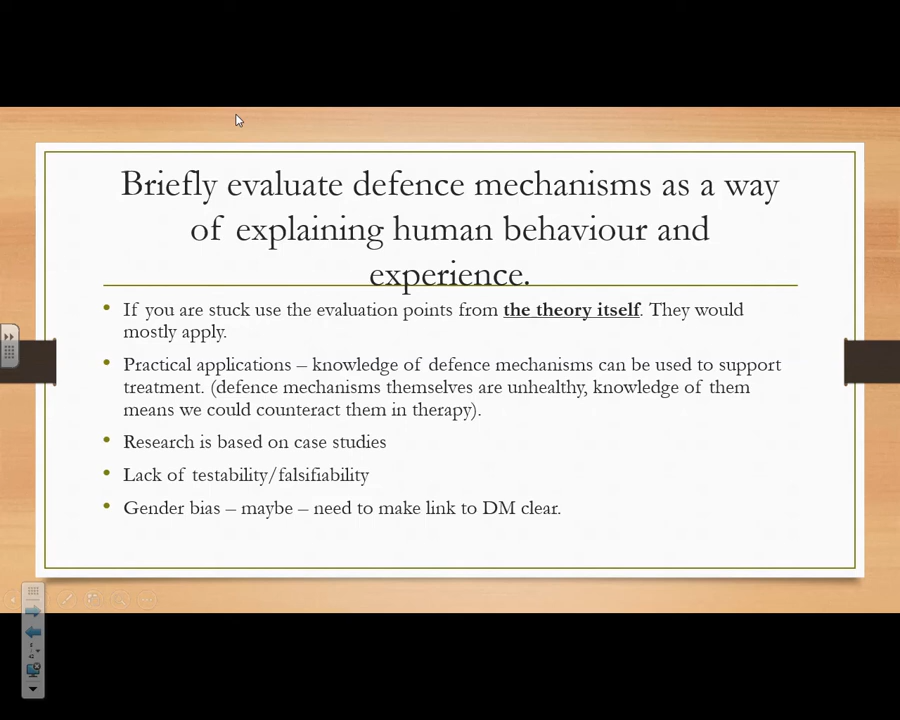 Briefly evaluate defence mechanisms as a way
of explaining human behaviour and
experience.
If you are stuck use the evaluation points from the theory itself. They would
mostly apply.
Practical applications – knowledge of defence mechanisms can be used to support
treatment. (defence mechanisms themselves are unhealthy, knowledge of them
means we could counteract them in therapy).
Research is based on case studies
Lack of testability/falsifiability
Gender bias – maybe – need to make link to DM clear.